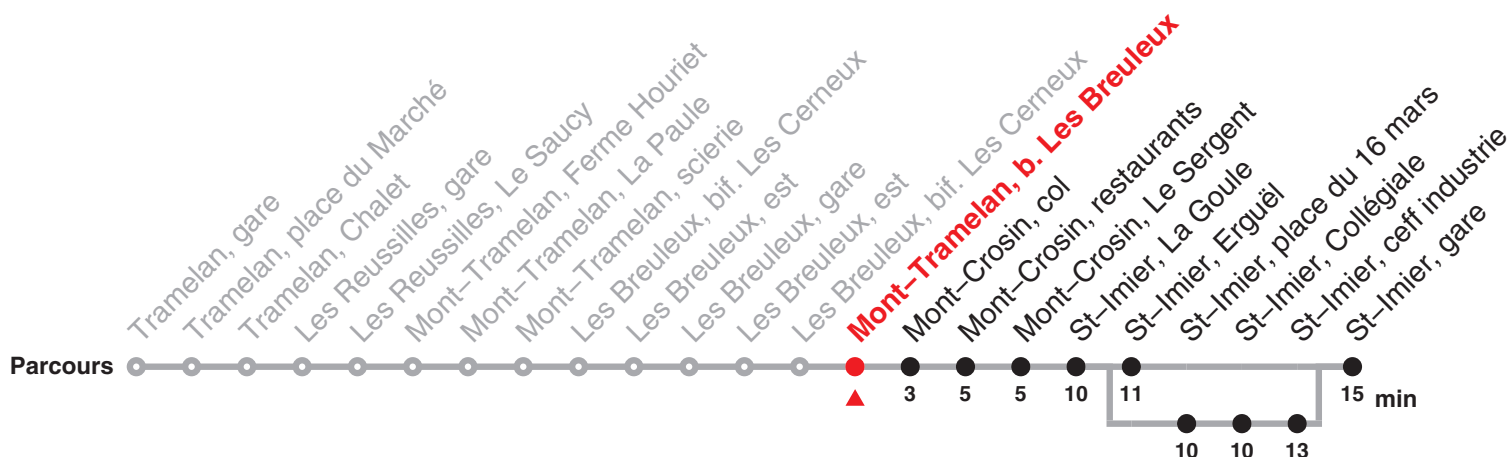 Tramelan, gare
Tramelan, place du Marché
Tramelan, Chalet
Les Reussilles, gare
Les Reussilles, Le Saucy
Mont−Tramelan, Ferme Houriet
Mont−Tramelan, La Paule
Mont−Tramelan, scierie
Les Breuleux, bif. Les Cerneux
Les Breuleux, est
Les Breuleux, gare
Les Breuleux, est
Les Breuleux, bif. Les Cerneux
Mont−Tramelan, b. Les Breuleux
Mont−Crosin, col
Mont−Crosin, restaurants
Mont−Crosin, Le Sergent
St−Imier, La Goule
St−Imier, Erguël
St−Imier, place du 16 mars
St−Imier, Collégiale
St−Imier, ceff industrie
St−Imier, gare
Parcours
3 5 5 10 11 15 min
10 10 13